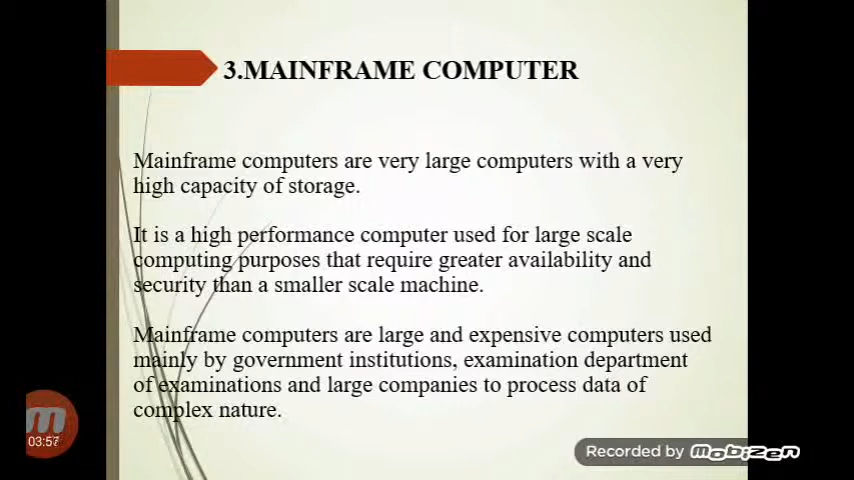 3.MAINFRAME COMPUTER
Mainframe computers are very large computers with a very
high capacity of storage.
It is a high performance computer used for large scale
computing purposes that require greater availability and
security than a smaller scale machine.
Mainframe computers are large and expensive computers used
mainly by government institutions, examination department
of examinations and large companies to process data of
complex nature.
m
03:57
Recorded by mobizen